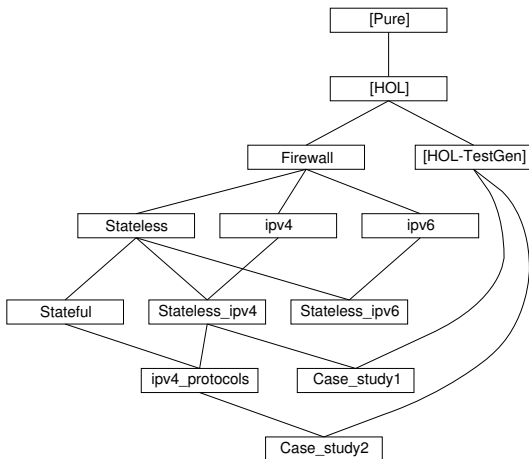 [Pure]
[HOL]
Firewall
[HOL-TestGen]
Stateless
ipv4
ipv6
Stateful
Stateless_ipv4
Stateless_ipv6
ipv4_protocols
Case_study1
Case_study2